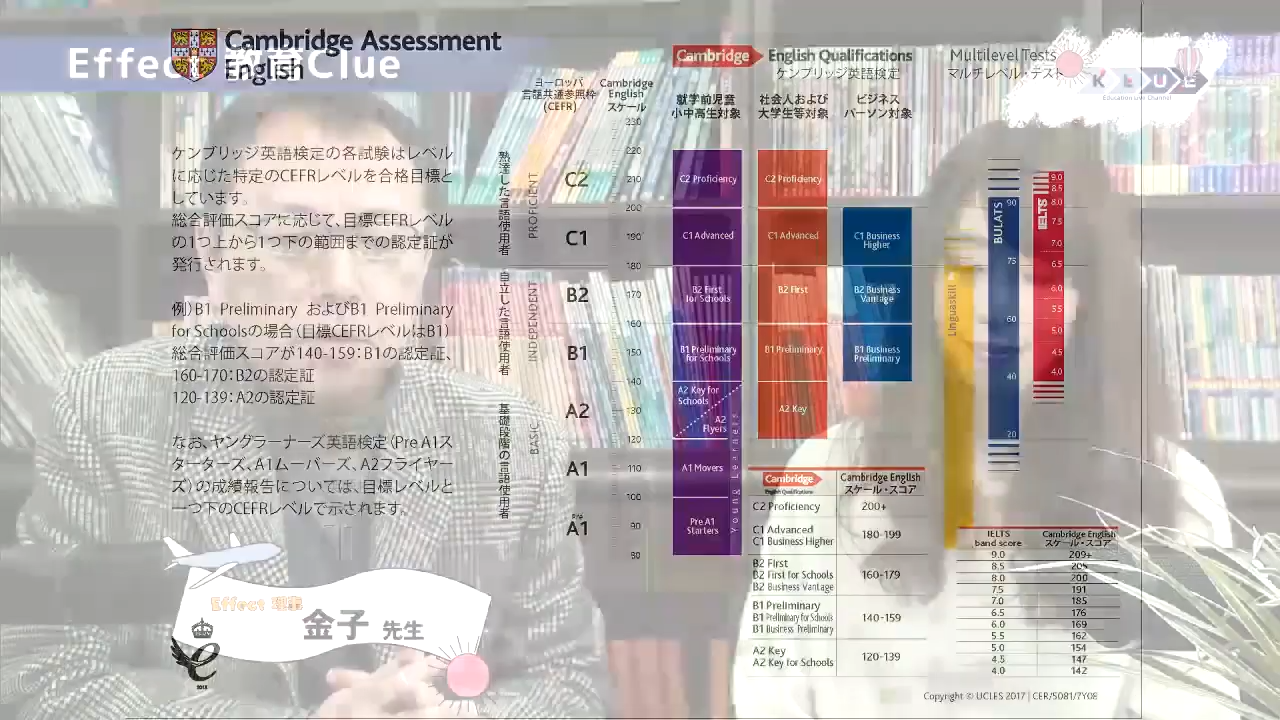 Effect 教育Clue
Cambridge Assessment
English
ケンブリッジ英語検定の各試験はレベル
に応じた特定のCEFRレベルを合格目標と
しています。
総合評価スコアに応じて、目標CEFRレベル
の1つ上から1つ下の範囲までの認定証が
発行されます。
例)B1 Preliminary およびB1 Preliminary
for Schoolsの場合(目標CEFRレベルはB1)
総合評価スコアが140-159:B1の認定証、
160-170:B2の認定証
120-139:A2の認定証
なお、ヤングラーナーズ英語検定(Pre A1ス
ターターズ、A1ムーバーズ、A2フライヤー
ズ)の成績報告については、目標レベルと
一つ下のCEFRレベルで示されます。
ヨーロッパ
言語共通参照枠
(CEFR)
Cambridge
English
スケール
熟達した言語使用者
PROFICIENT
自立した言語使用者
INDEPENDENT
基礎段階の言語使用者
BASIC
C2
C1
B2
B1
A2
A1
Pre
A1
230
220
210
200
190
180
170
160
150
140
130
120
110
100
90
80
Cambridge
English Qualifications
ケンブリッジ英語検定
就学前児童
小中高生対象
社会人および
大学生等対象
ビジネス
パーソン対象
C2 Proficiency
C1 Advanced
B2 First
for Schools
B1 Preliminary
for Schools
A2 Key for
Schools
A2
Flyers
A1 Movers
Pre A1
Starters
Young Learners
C2 Proficiency
C1 Advanced
B2 First
B1 Preliminary
A2 Key
C1 Business
Higher
B2 Business
Vantage
B1 Business
Preliminary
Multilevel Tests
マルチレベル・テスト
KLUE
Education Live Channel
Linguaskill
BULATS
90
75
60
40
20
IELTS
9.0
8.5
8.0
7.5
7.0
6.5
6.0
5.5
5.0
4.5
4.0
Cambridge
English Qualifications
Cambridge English
スケール・スコア
C2 Proficiency 200+
C1 Advanced
C1 Business Higher
180-199
B2 First
B2 First for Schools
B2 Business Vantage
160-179
B1 Preliminary
B1 Preliminary for Schools
B1 Business Preliminary
140-159
A2 Key
A2 Key for Schools
120-139
IELTS
band score
Cambridge English
スケール・スコア
9.0 209+
8.5 205
8.0 200
7.5 191
7.0 185
6.5 176
6.0 169
5.5 162
5.0 154
4.5 147
4.0 142
Effect 理事
金子 先生
2018
Copyright © UCLES 2017 | CER/5081/7Y08